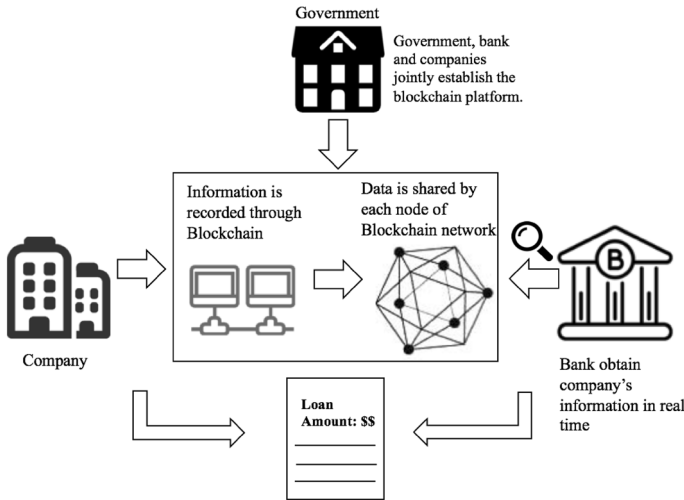 Government
Government, bank
and companies
jointly establish the
blockchain platform.
Information is
recorded through
Blockchain
Data is shared by
each node of
Blockchain network
B
Company
Bank obtain
company's
information in real
time
Loan
Amount: $$